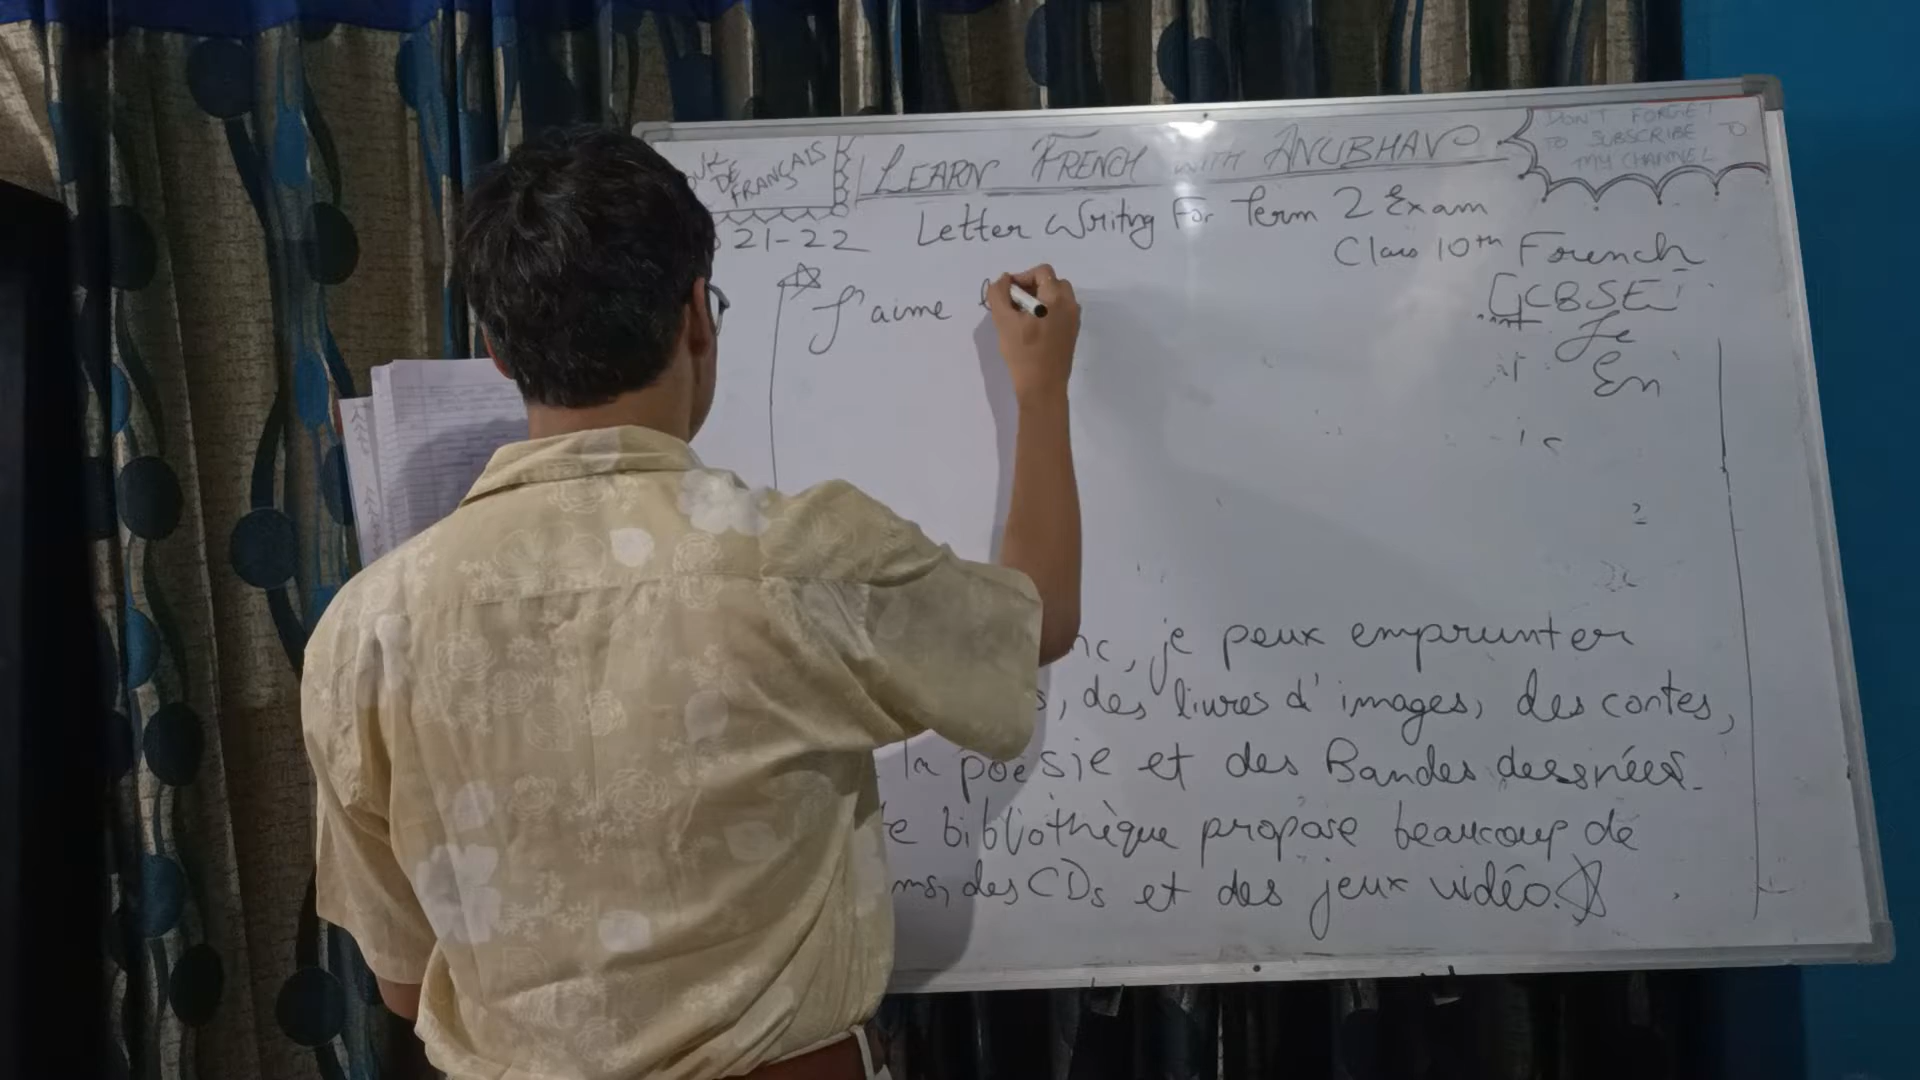 DE
FRANÇAIS
LEARN FRENCH WITH ANUBHAV
DON'T FORGET
TO SUBSCRIBE TO
MY CHANNEL
21-22
Letter Writing For Term 2 Exam
Class 10th French
CBSE
J'aime
Je
En
, je peux emprunter
, des livres d'images, des contes,
la poésie et des Bandes dessinées.
bibliothèque propose beaucoup de
des CDs et des jeux vidéo.